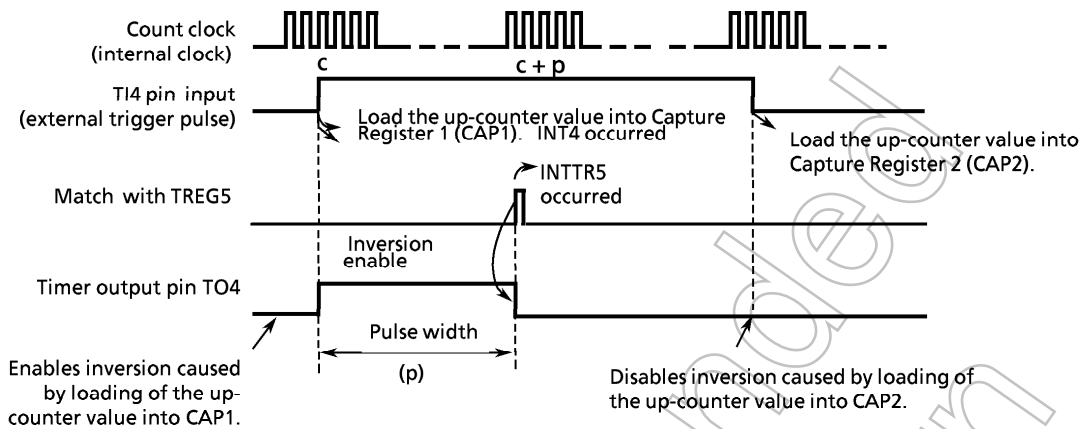 Count clock
(internal clock)
c
c + p
TI4 pin input
(external trigger pulse)
Load the up-counter value into Capture
Register 1 (CAP1). INT4 occurred
Load the up-counter value into
Capture Register 2 (CAP2).
INTTR5
occurred
Match with TREG5
Inversion
enable
Timer output pin TO4
Pulse width
(p)
Enables inversion caused
by loading of the up-
counter value into CAP1.
Disables inversion caused by loading of
the up-counter value into CAP2.